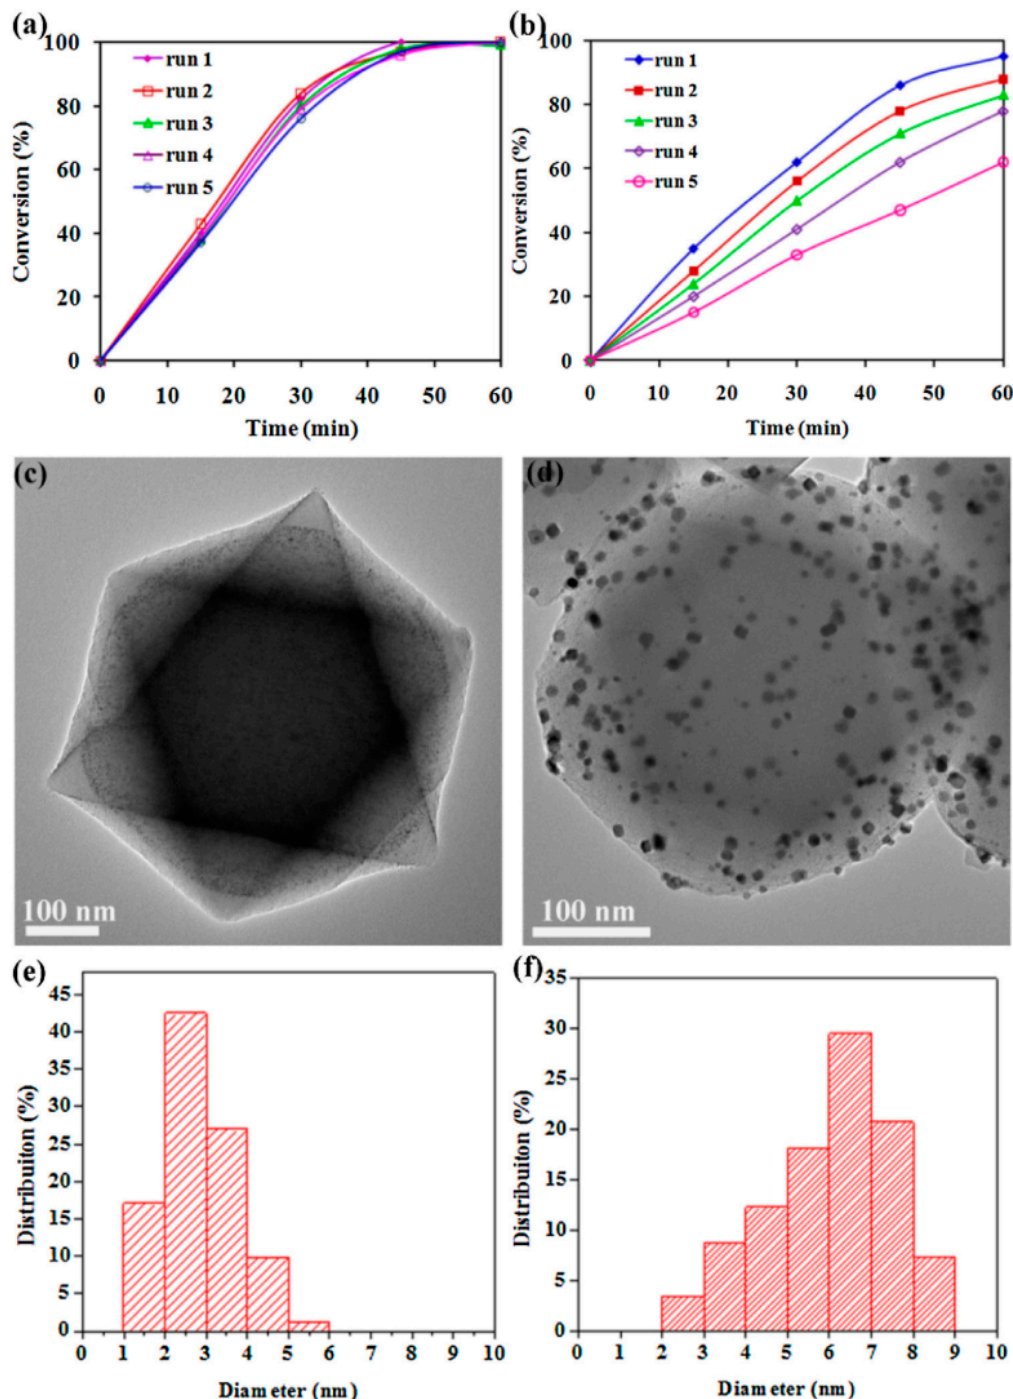 (a)
100
80
60
40
20
0
Conversion (%)
run 1
run 2
run 3
run 4
run 5
0 10 20 30 40 50 60
Time (min)
(b)
100
80
60
40
20
0
Conversion (%)
run 1
run 2
run 3
run 4
run 5
0 10 20 30 40 50 60
Time (min)
(c)
100 nm
(d)
100 nm
(e)
45
40
35
30
25
20
15
10
5
0
Distribuiton (%)
0 1 2 3 4 5 6 7 8 9 10
Diameter (nm)
(f)
35
30
25
20
15
10
5
0
Distribuiton (%)
0 1 2 3 4 5 6 7 8 9 10
Diameter (nm)